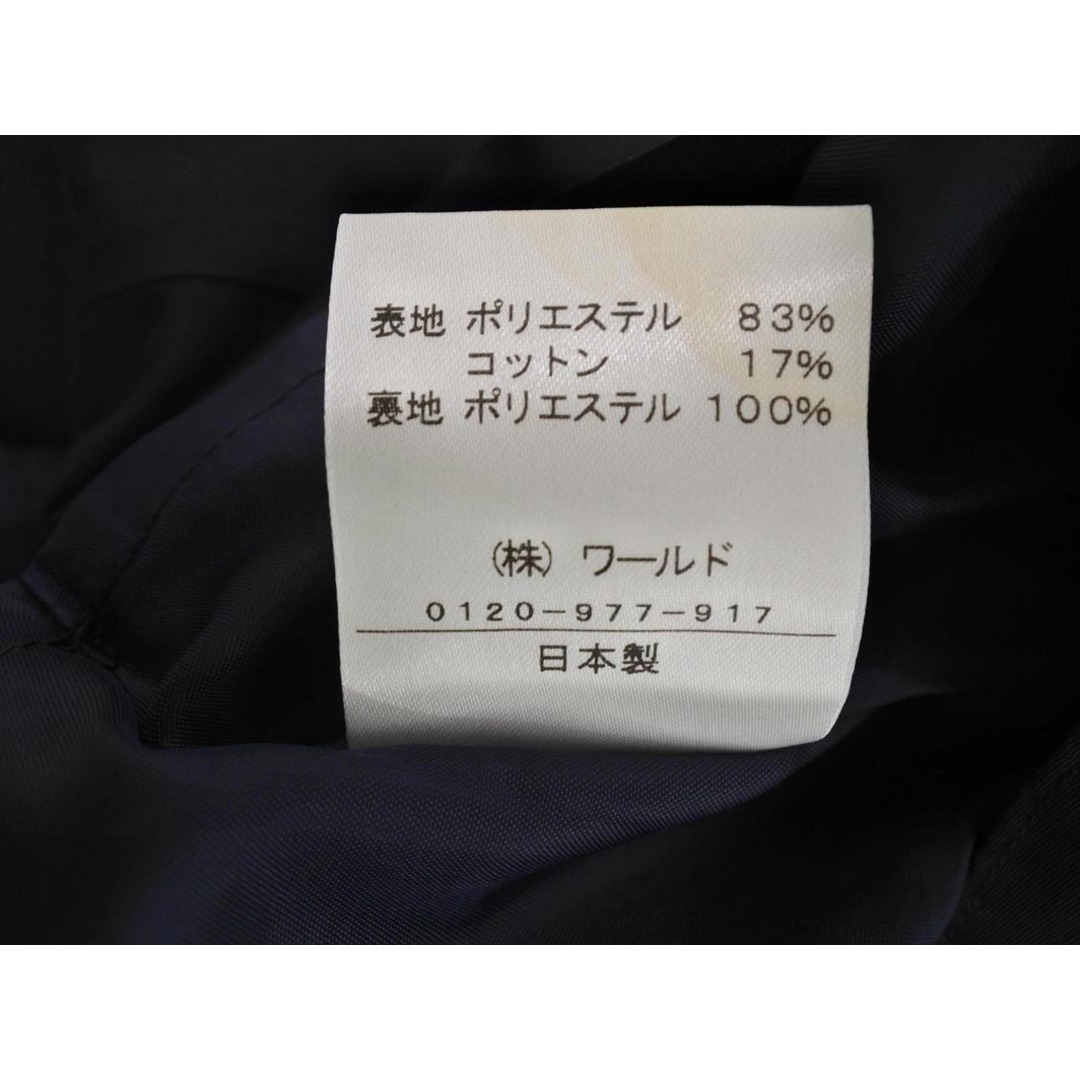 表地 ポリエステル 83%
コットン 17%
裏地 ポリエステル 100%
(株) ワールド
0120-977-917
日本製